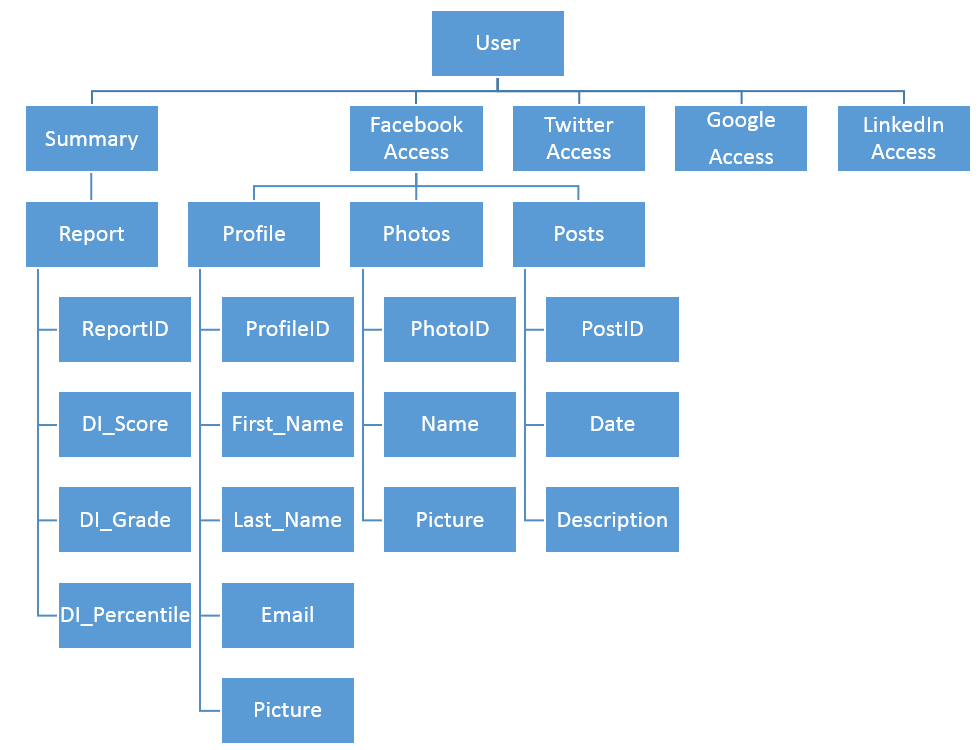 User
Summary
Facebook
Access
Twitter
Access
Google
Access
LinkedIn
Access
Report
Profile
Photos
Posts
ReportID
ProfileID
PhotoID
PostID
DI_Score
First_Name
Name
Date
DI_Grade
Last_Name
Picture
Description
DI_Percentile
Email
Picture